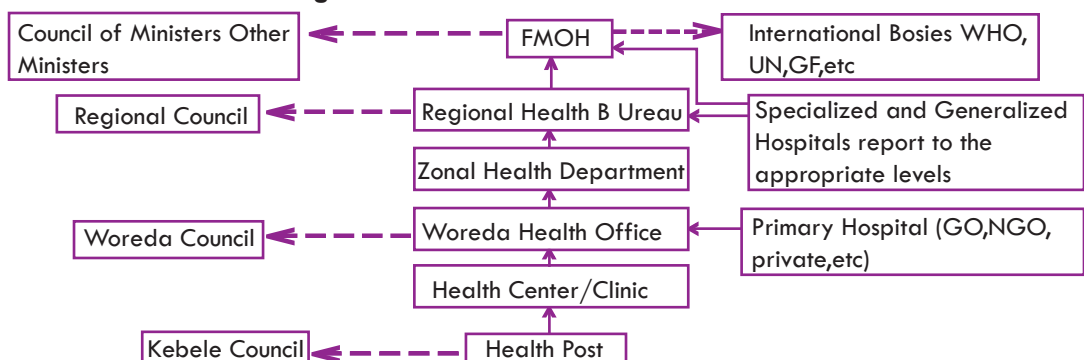 Council of Ministers Other
Ministers
FMOH
International Bosies WHO,
UN,GF,etc
Regional Council
Regional Health B Ureau
Specialized and Generalized
Hospitals report to the
appropriate levels
Zonal Health Department
Woreda Council
Woreda Health Office
Primary Hospital (GO,NGO,
private,etc)
Health Center/Clinic
Kebele Council
Health Post